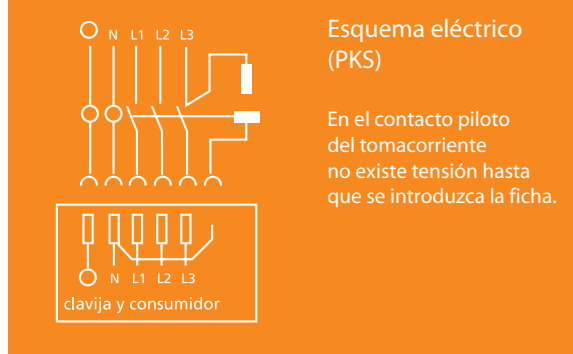 N L1 L2 L3
Esquema eléctrico
(PKS)
En el contacto piloto
del tomacorriente
no existe tensión hasta
que se introduzca la ficha.
N L1 L2 L3
clavija y consumidor